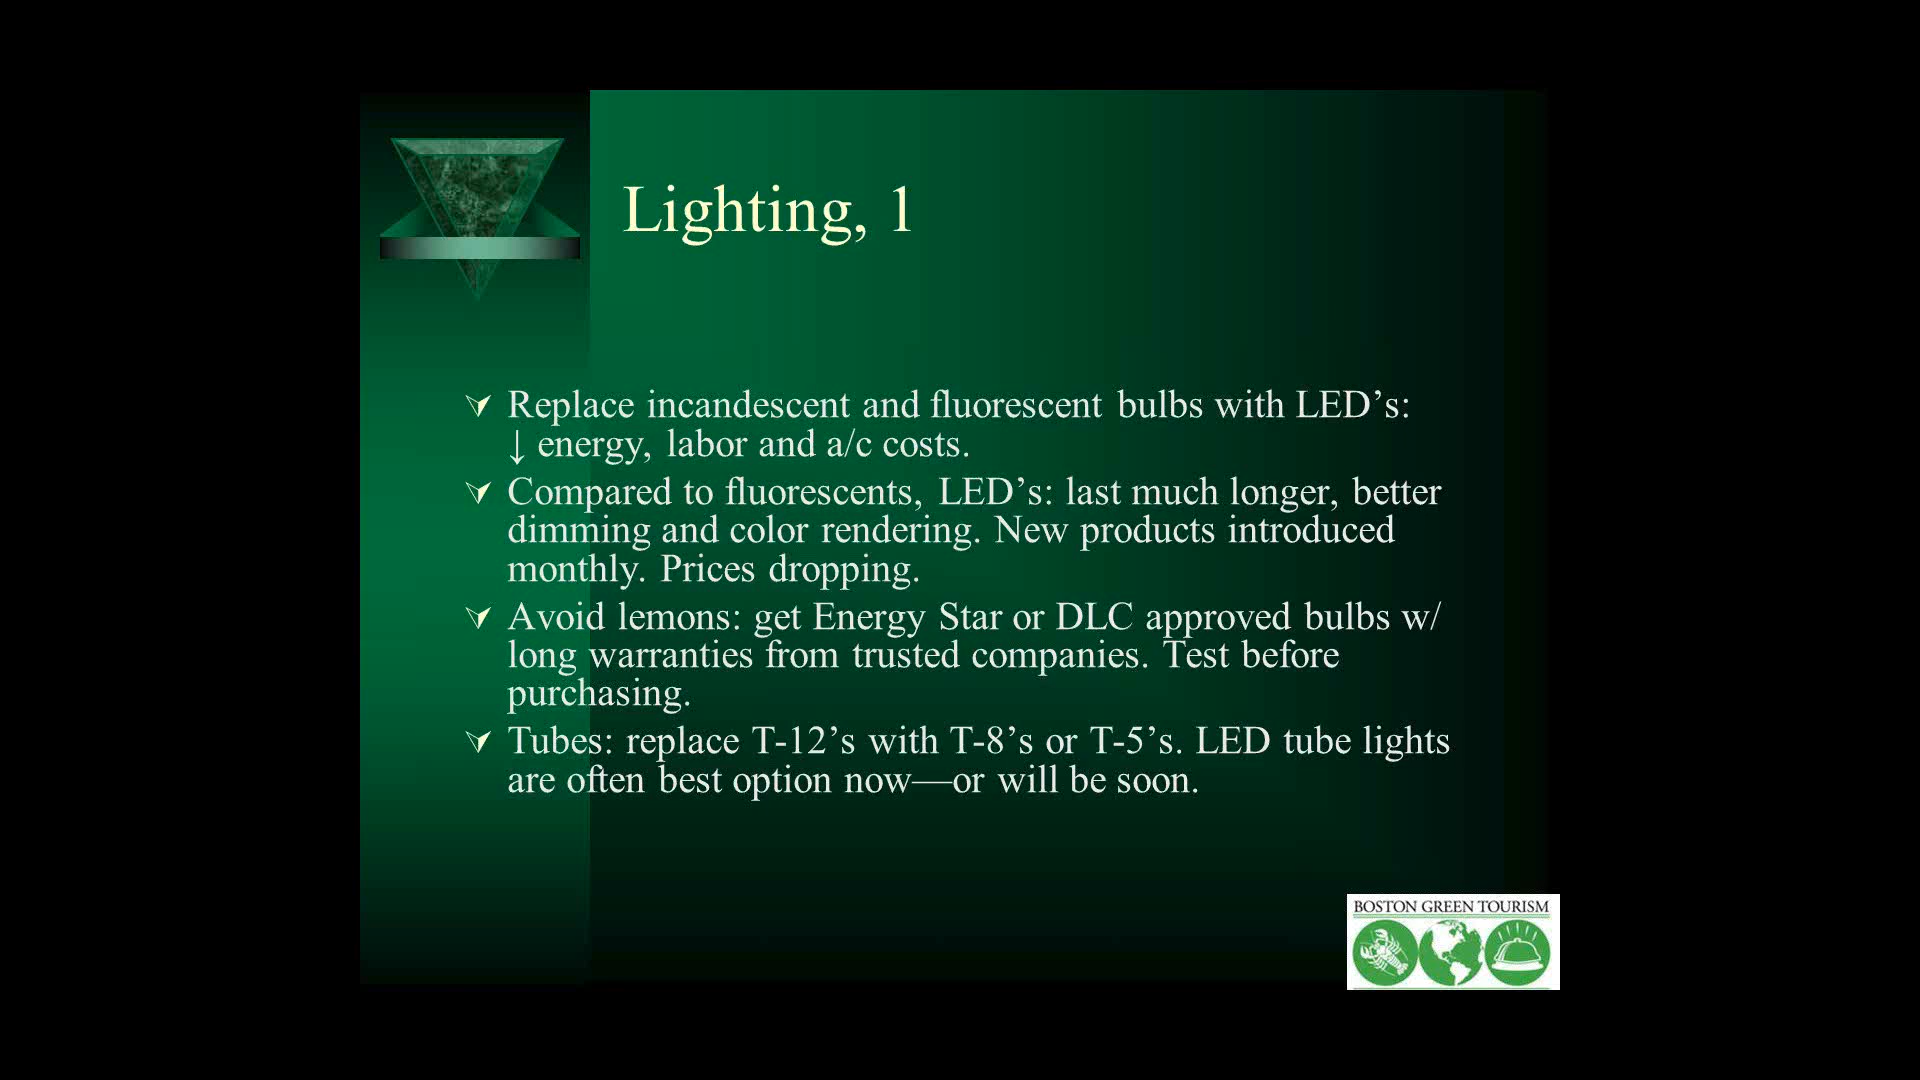 Lighting, 1
Replace incandescent and fluorescent bulbs with LED’s:
↓ energy, labor and a/c costs.
Compared to fluorescents, LED’s: last much longer, better
dimming and color rendering. New products introduced
monthly. Prices dropping.
Avoid lemons: get Energy Star or DLC approved bulbs w/
long warranties from trusted companies. Test before
purchasing.
Tubes: replace T-12’s with T-8’s or T-5’s. LED tube lights
are often best option now—or will be soon.
BOSTON GREEN TOURISM